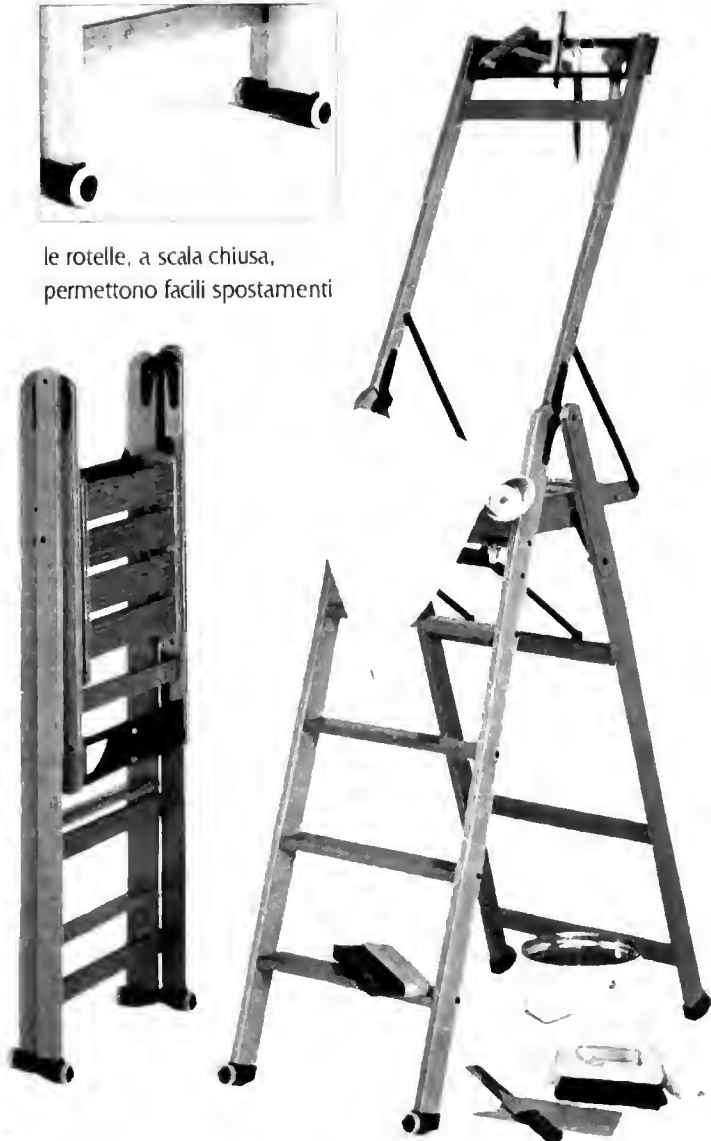 le rotelle, a scala chiusa,
permettono facili spostamenti